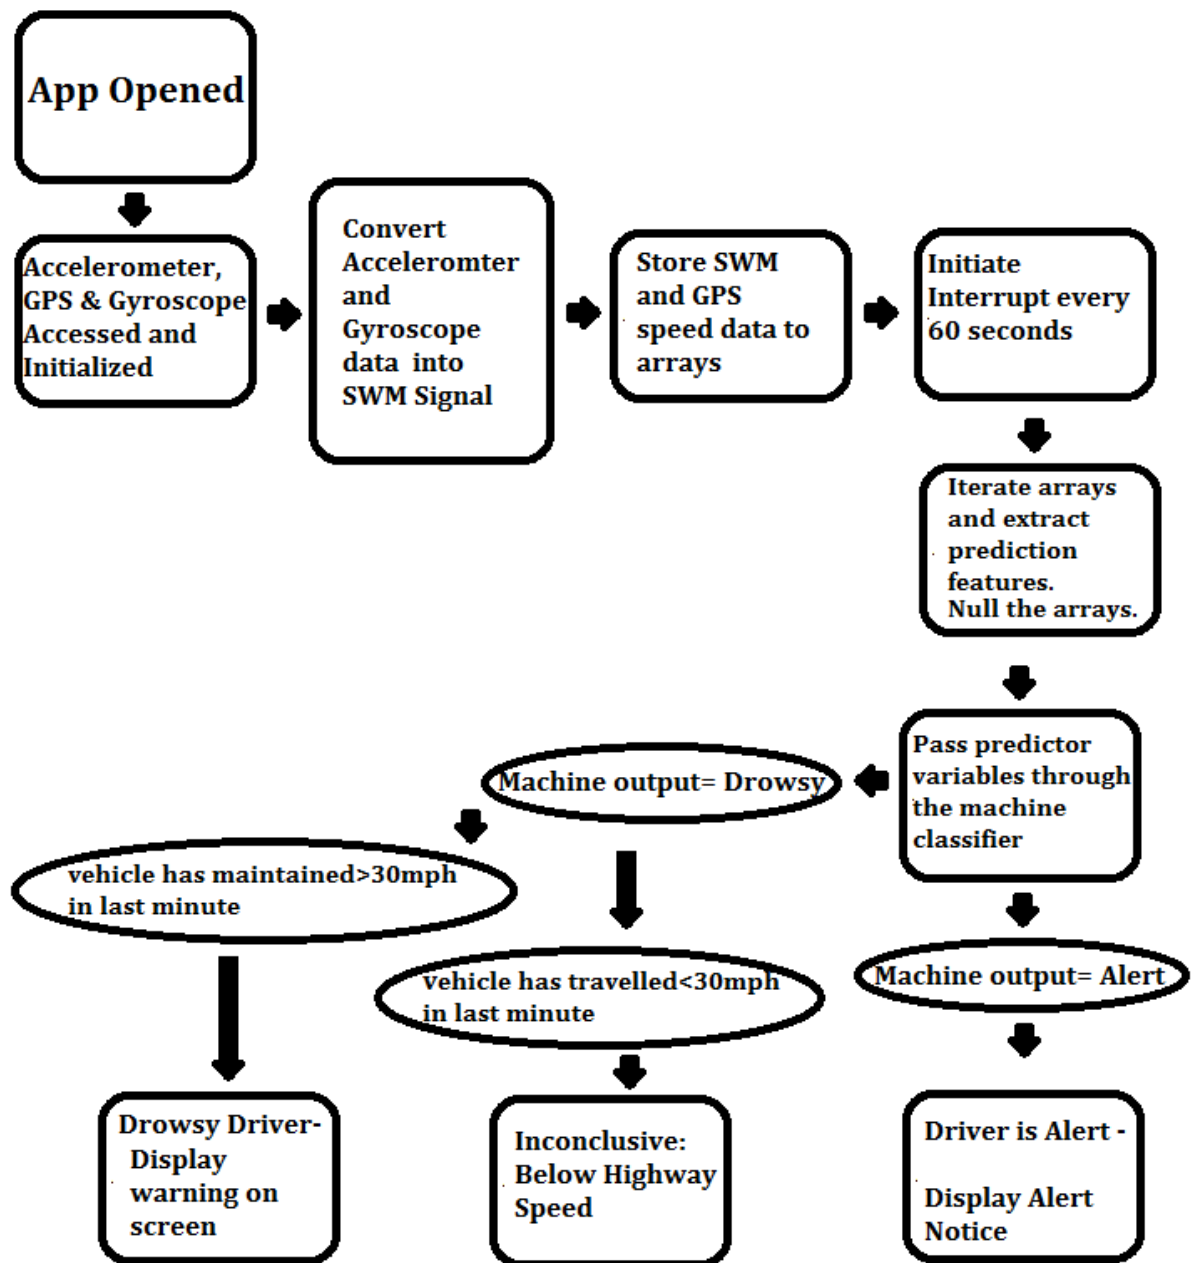 App Opened
Accelerometer,
GPS & Gyroscope
Accessed and
Initialized
Convert
Acceleromter
and
Gyroscope
data into
SWM Signal
Store SWM
and GPS
speed data to
arrays
Initiate
Interrupt every
60 seconds
Iterate arrays
and extract
prediction
features.
Null the arrays.
Pass predictor
variables through
the machine
classifier
Machine output= Drowsy
vehicle has maintained>30mph
in last minute
vehicle has travelled<30mph
in last minute
Machine output= Alert
Drowsy Driver-
Display
warning on
screen
Inconclusive:
Below Highway
Speed
Driver is Alert -
Display Alert
Notice